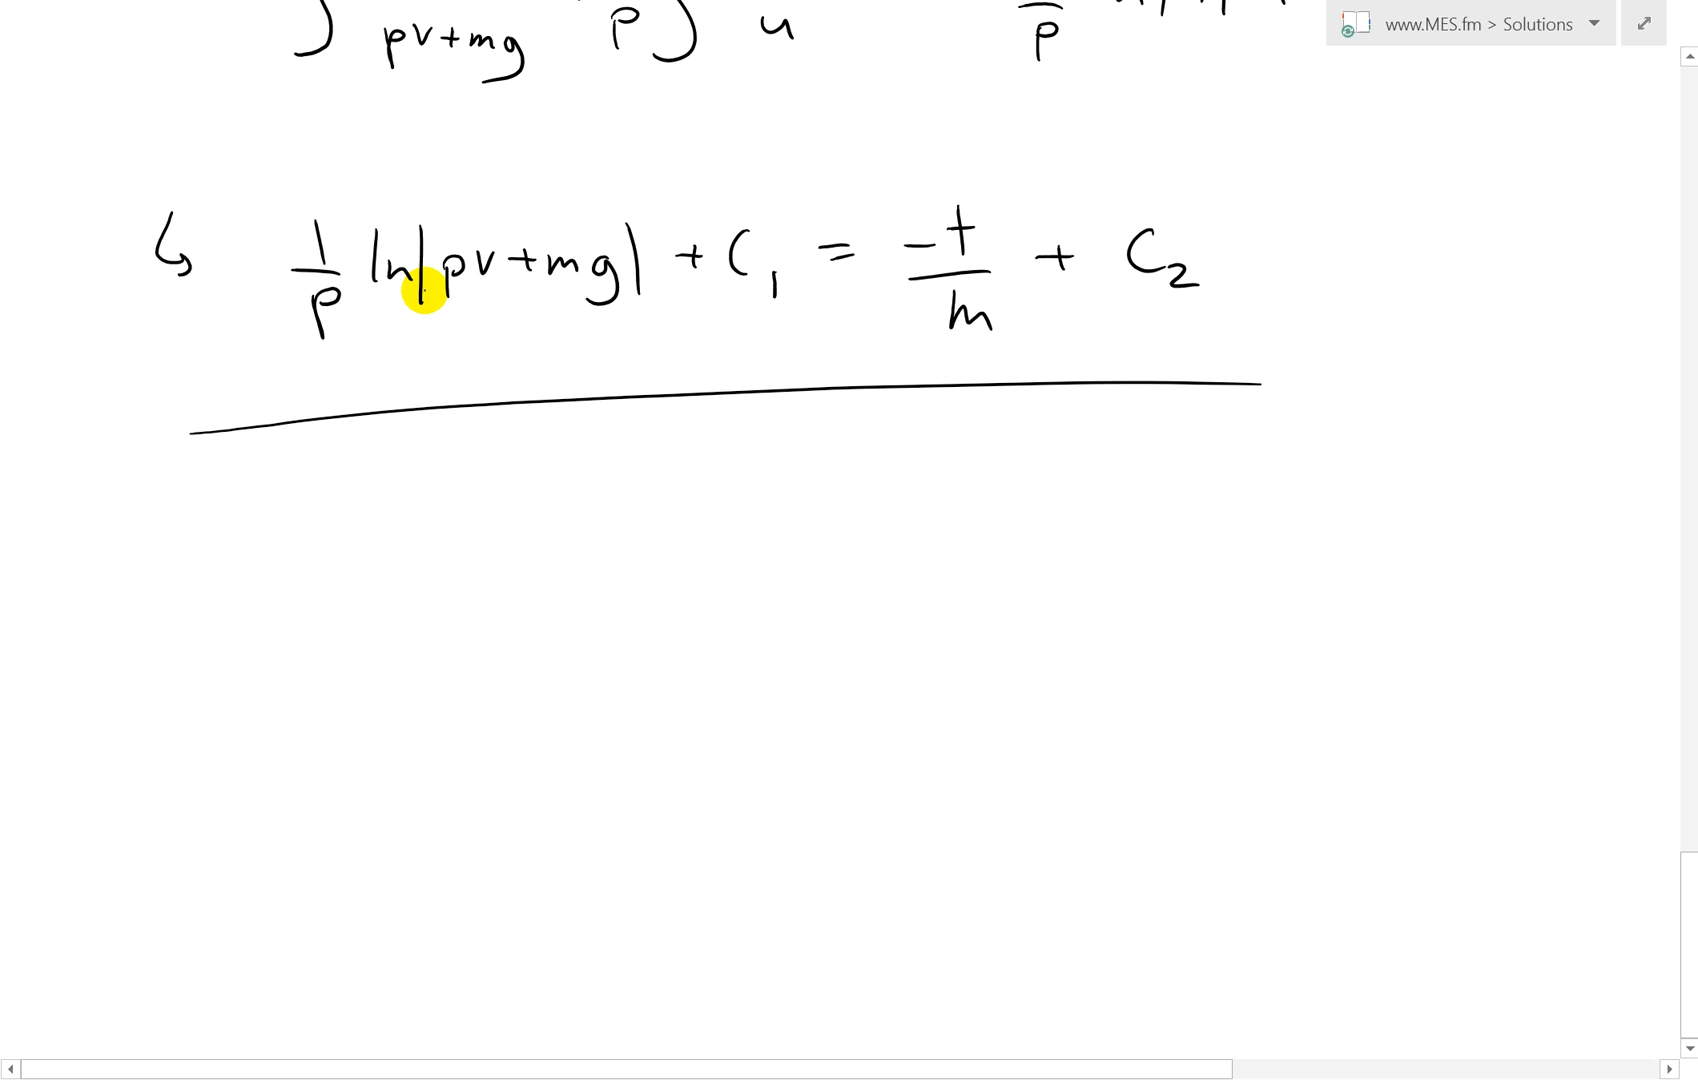 ∫ pv+mg p ∫ u p
www.MES.fm > Solutions
↳ 1/p ln|pv+mg| + C₁ = -t/m + C₂